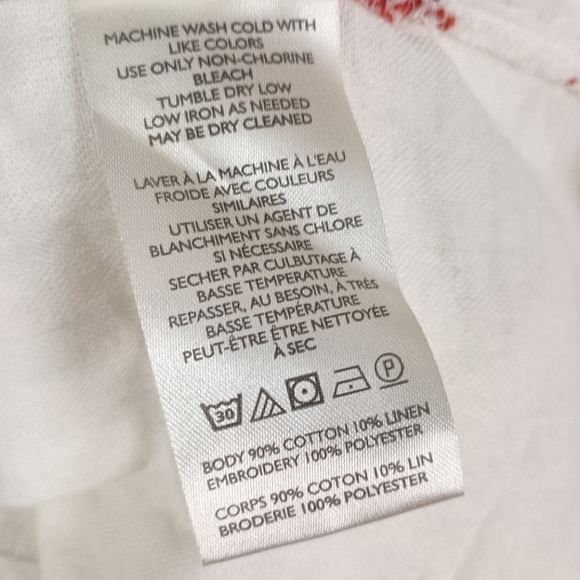 MACHINE WASH COLD WITH
LIKE COLORS
USE ONLY NON-CHLORINE
BLEACH
TUMBLE DRY LOW
LOW IRON AS NEEDED
MAY BE DRY CLEANED
LAVER À LA MACHINE À L'EAU
FROIDE AVEC COULEURS
SIMILAIRES
UTILISER UN AGENT DE
BLANCHIMENT SANS CHLORE
SI NÉCESSAIRE
SECHER PAR CULBUTAGE À
BASSE TEMPERATURE
REPASSER, AU BESOIN, À TRÉS
BASSE TEMPÉRATURE
PEUT-ÊTRE ÊTRE NETTOYÉE
À SEC
30 P
BODY 90% COTTON 10% LINEN
EMBROIDERY 100% POLYESTER
CORPS 90% COTON 10% LIN
BRODERIE 100% POLYESTER